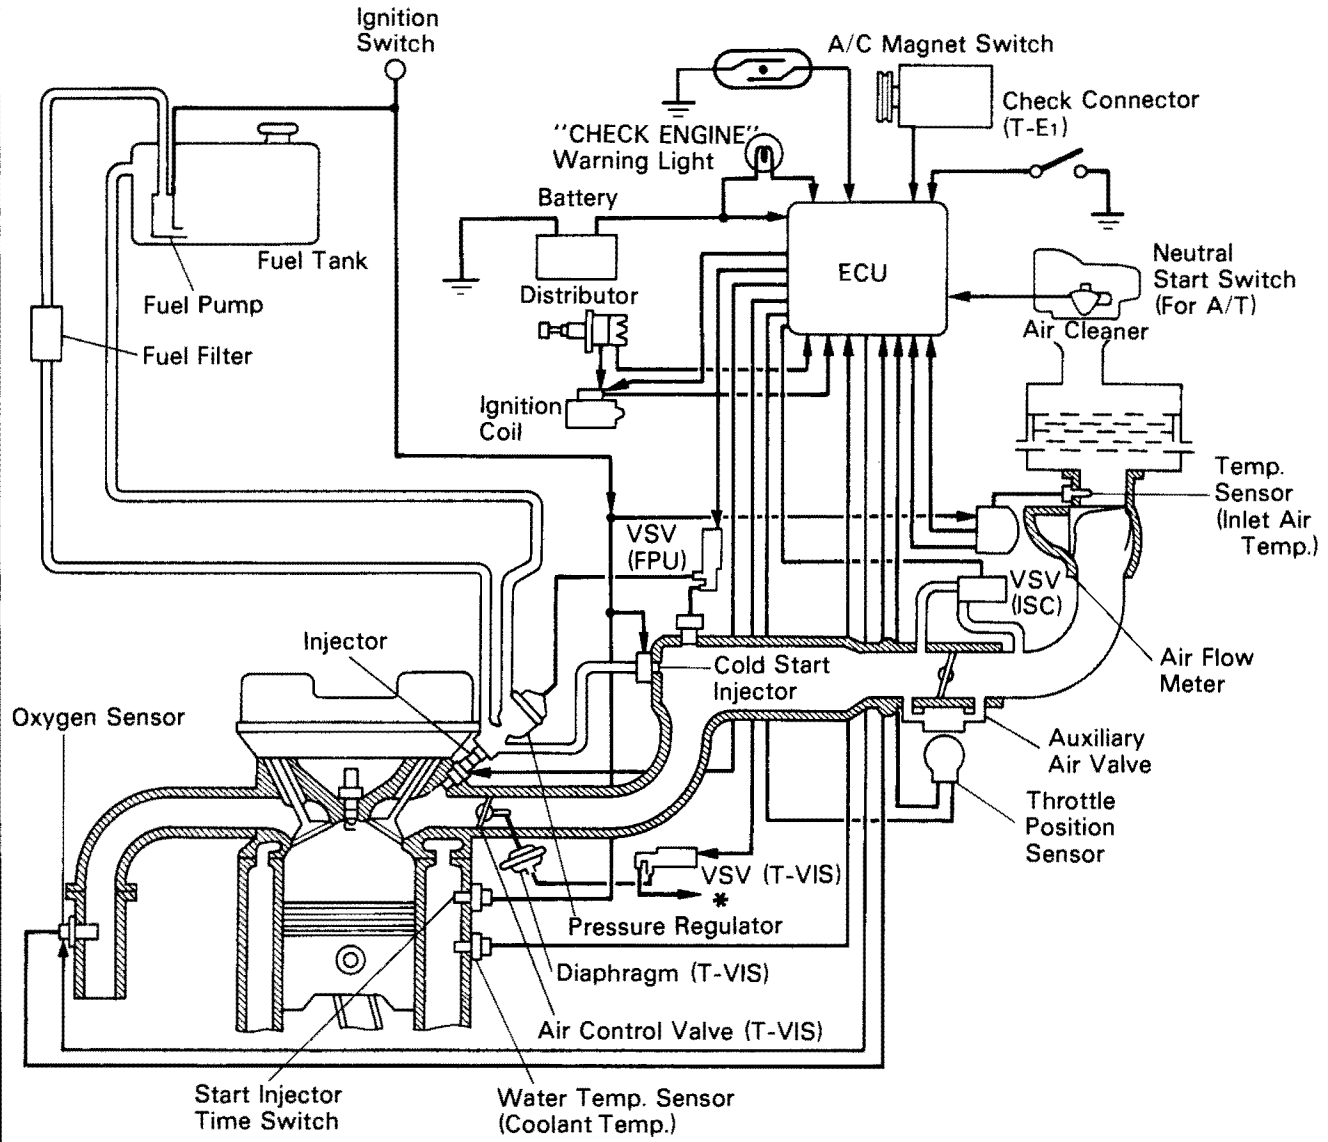 Ignition
Switch
A/C Magnet Switch
Check Connector
(T-E1)
"CHECK ENGINE"
Warning Light
Battery
ECU
Neutral
Start Switch
(For A/T)
Fuel Tank
Fuel Pump
Distributor
Air Cleaner
Fuel Filter
Ignition
Coil
Temp.
Sensor
(Inlet Air
Temp.)
VSV
(FPU)
VSV
(ISC)
Injector
Cold Start
Injector
Air Flow
Meter
Oxygen Sensor
Auxiliary
Air Valve
Throttle
Position
Sensor
VSV (T-VIS)
*
Pressure Regulator
Diaphragm (T-VIS)
Air Control Valve (T-VIS)
Start Injector
Time Switch
Water Temp. Sensor
(Coolant Temp.)